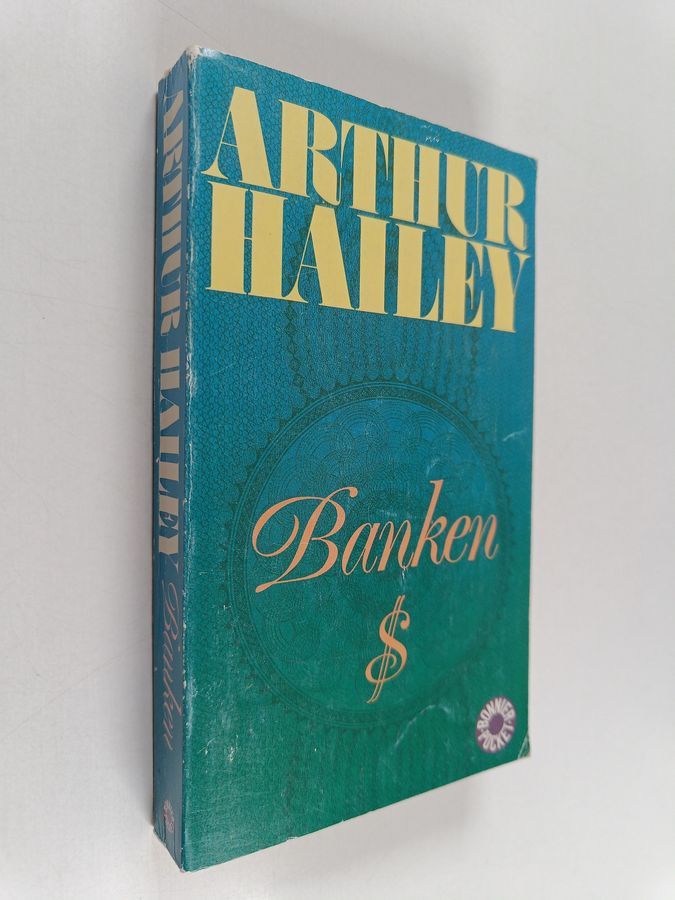 ARTHUR
HAILEY
Banken
$
BONNIER
POCKET
ARTHUR HAILEY Banken